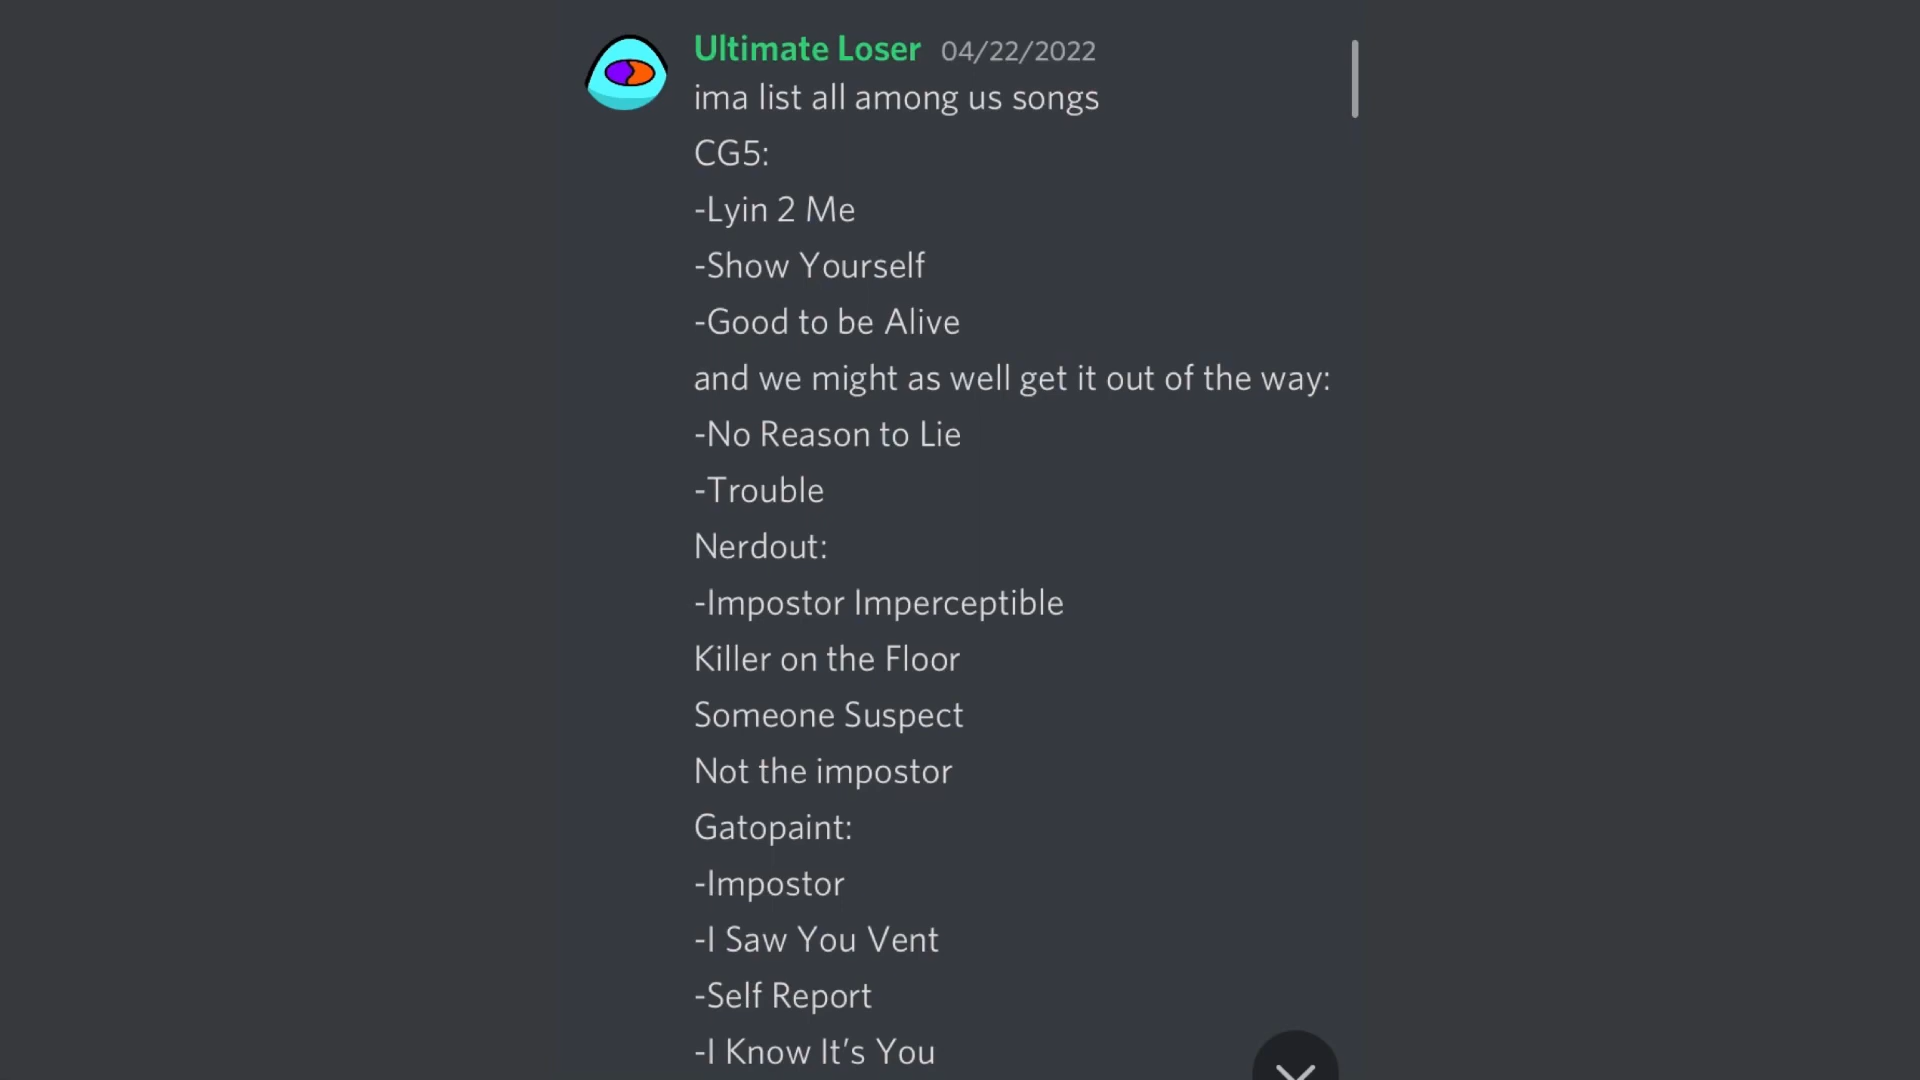 Ultimate Loser 04/22/2022
ima list all among us songs
CG5:
-Lyin 2 Me
-Show Yourself
-Good to be Alive
and we might as well get it out of the way:
-No Reason to Lie
-Trouble
Nerdout:
-Impostor Imperceptible
Killer on the Floor
Someone Suspect
Not the impostor
Gatopaint:
-Impostor
-I Saw You Vent
-Self Report
-I Know It’s You